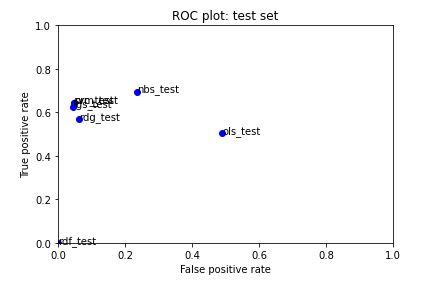 ROC plot: test set
True positive rate
1.0
0.8
0.6
0.4
0.2
0.0
nbs_test
rdg_test
pls_test
rdf_test
0.0 0.2 0.4 0.6 0.8 1.0
False positive rate